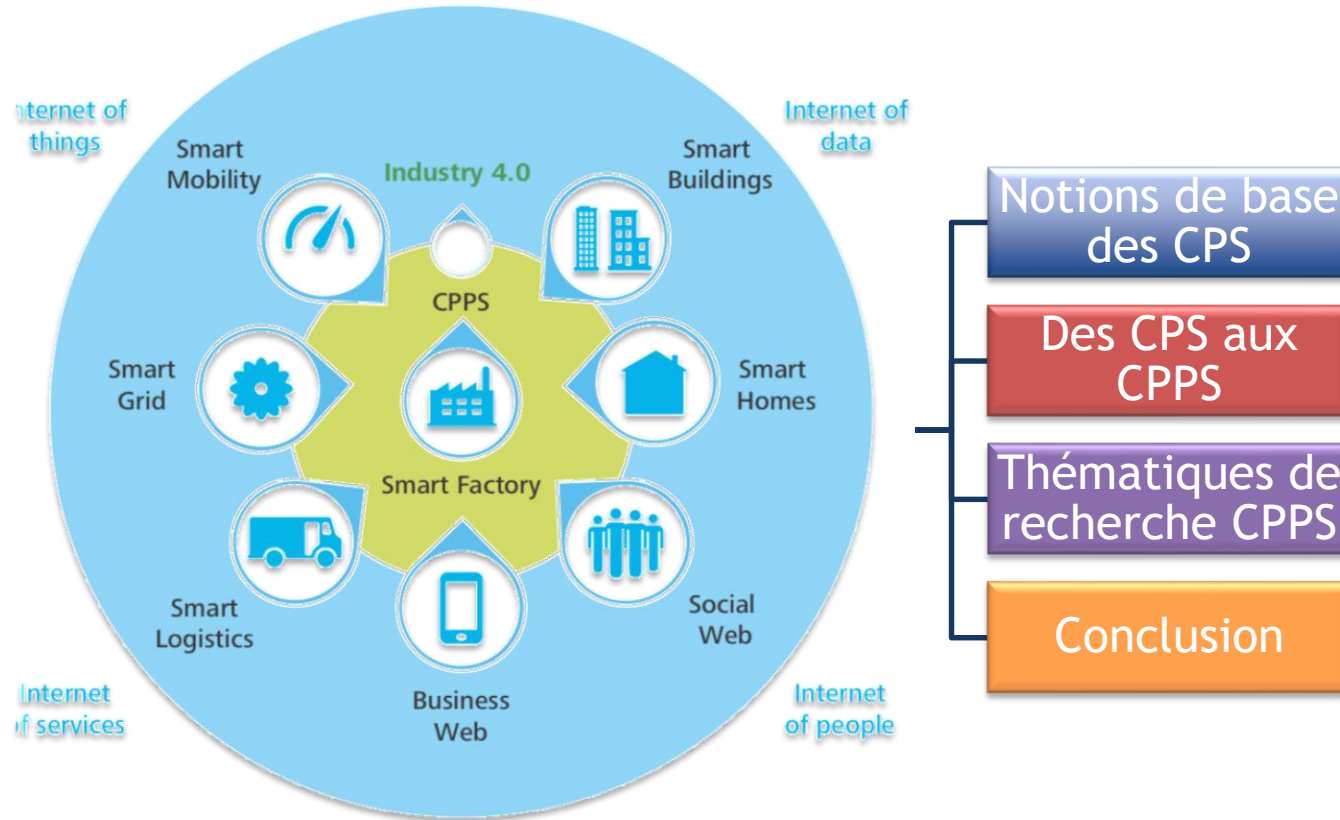 nternet of
things
Internet of
data
Smart
Mobility
Industry 4.0
Smart
Buildings
CPPS
Smart
Grid
Smart
Homes
Smart Factory
Smart
Logistics
Social
Web
Business
Web
Internet
of services
Internet
of people
Notions de base
des CPS
Des CPS aux
CPPS
Thématiques de
recherche CPPS
Conclusion